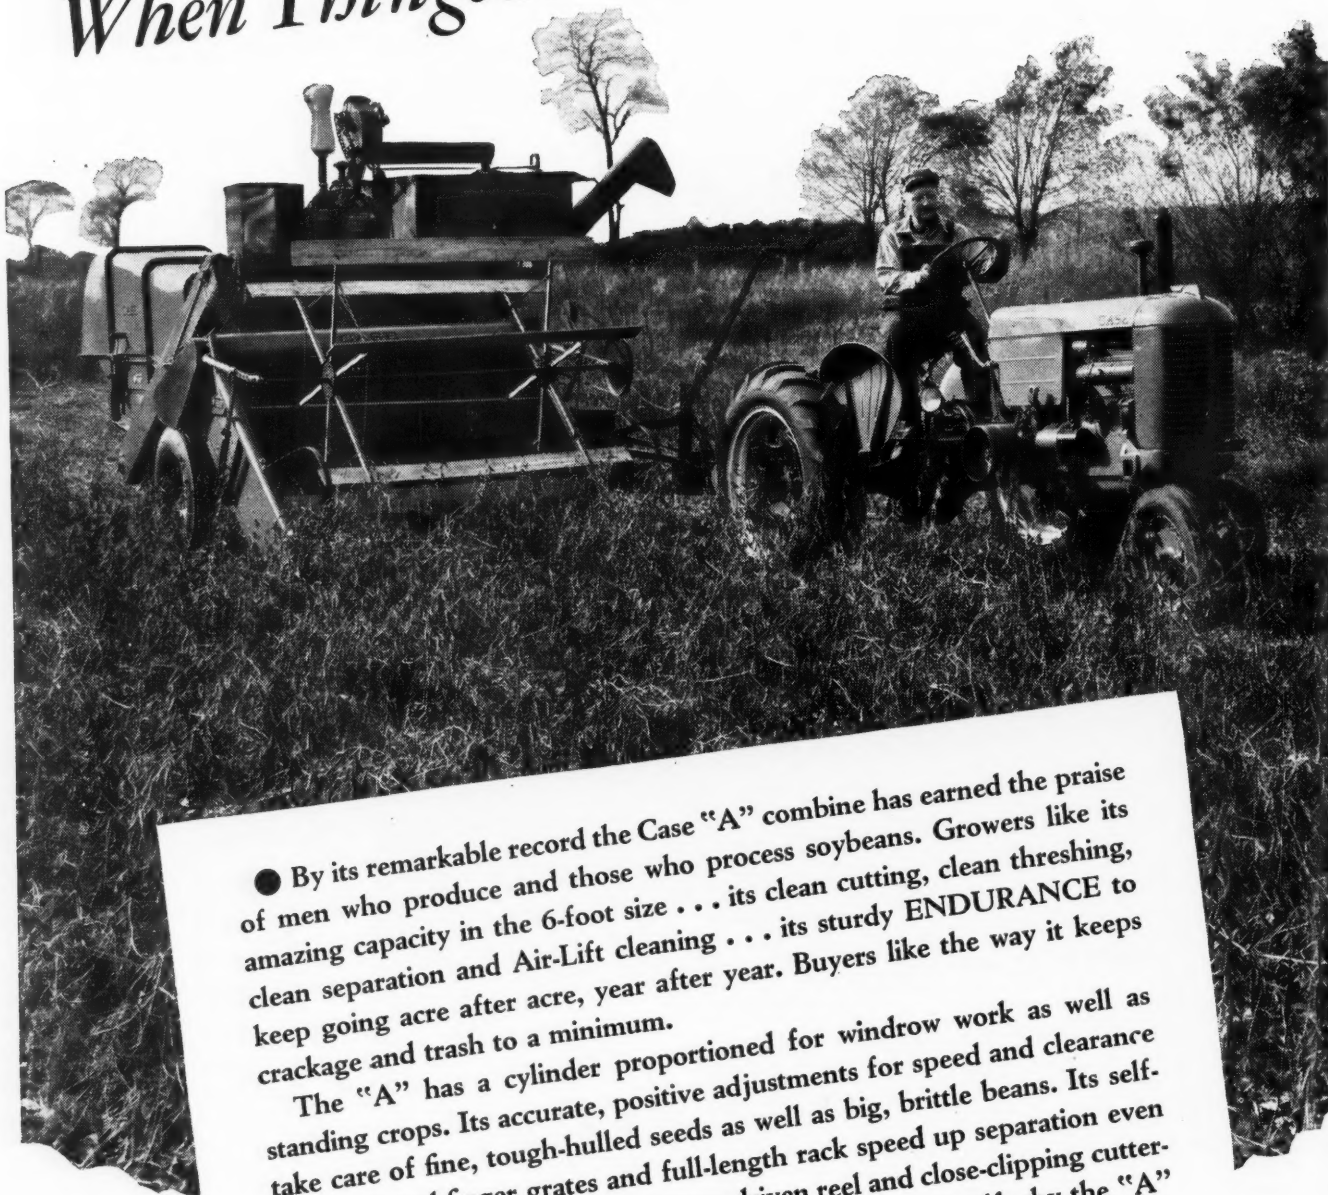 When
● By its remarkable record the Case "A" combine has earned the praise
of men who produce and those who process soybeans. Growers like its
amazing capacity in the 6-foot size . . . its clean cutting, clean threshing,
clean separation and Air-Lift cleaning . . . its sturdy ENDURANCE to
keep going acre after acre, year after year. Buyers like the way it keeps
crackage and trash to a minimum.
The "A" has a cylinder proportioned for windrow work as well as
standing crops. Its accurate, positive adjustments for speed and clearance
take care of fine, tough-hulled seeds as well as big, brittle beans. Its self-
grates and full-length rack speed up separation even
reel and close-clipping cutter-
the "A"
CASE